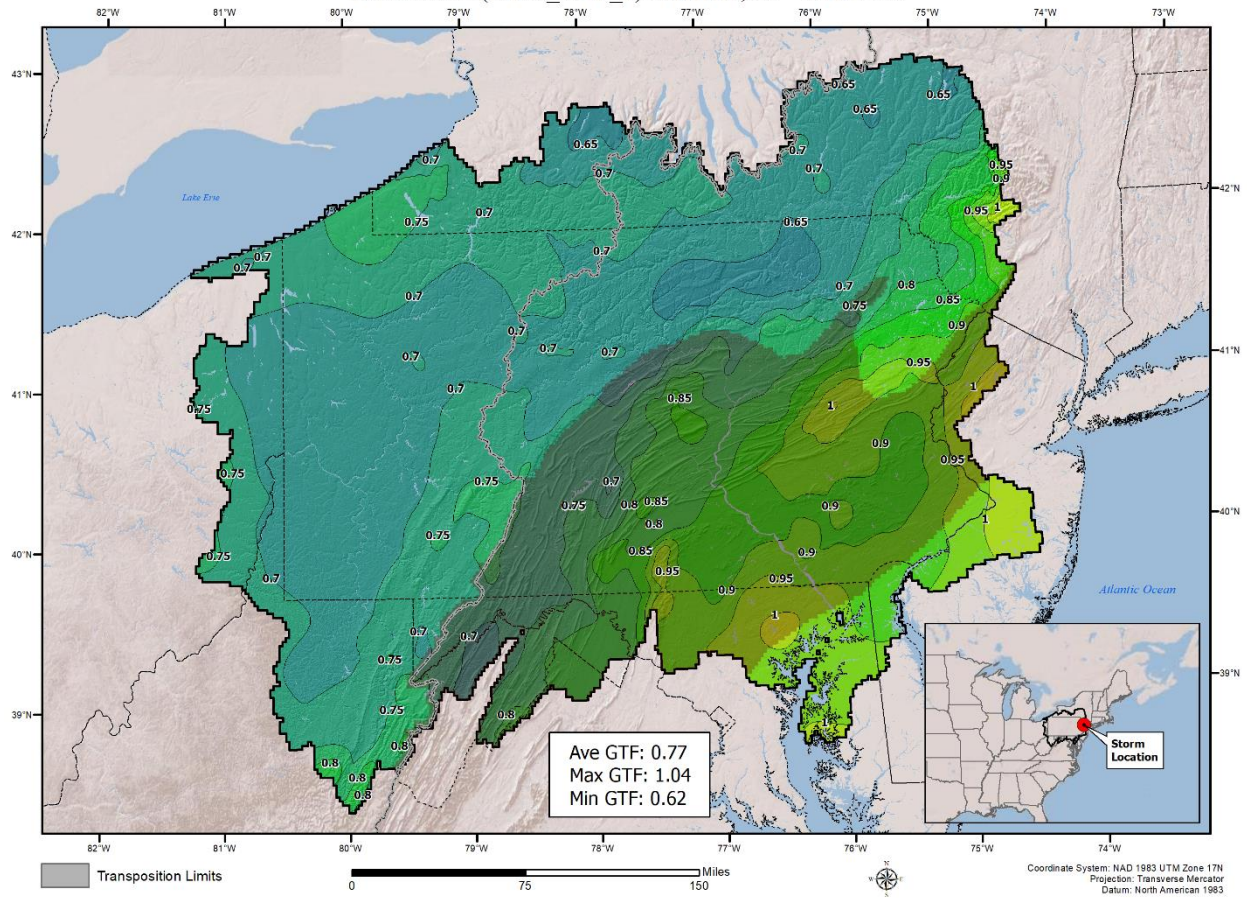 79°W
78°W
77°W
76°W
75°W
74°W
73°W
80°W
43°N
0.65
0.65
0.65
0.65
0.7
0.7
0.95
0.7
0.7
0.9
42°N
Lake Erie
0.7
0.75
0.65
0.95
1
42°N
0.7
0.7
0.7
0.7
0.7
0.8
0.7
0.75
0.85
0.7
0.9
41°N
0.7
0.7
0.7
0.95
0.7
1
41°N
0.75
0.85
1
0.9
0.75
0.75
0.7
0.95
0.75
0.8
0.85
0.9
1
40°N
0.8
0.75
0.85
0.9
40°N
0.75
0.7
0.95
0.95
0.9
Atlantic Ocean
1
0.7
0.7
0.75
39°N
39°N
0.75
0.8
1
0.8
0.8
0.8
0.8
Ave GTF: 0.77
Max GTF: 1.04
Min GTF: 0.62
Storm
Location
82°W
81°W
80°W
79°W
78°W
77°W
76°W
75°W
74°W
Transposition Limits
Miles
0
75
150
N
W
E
S
Coordinate System: NAD 1983 UTM Zone 17N
Projection: Transverse Mercator
Datum: North American 1983